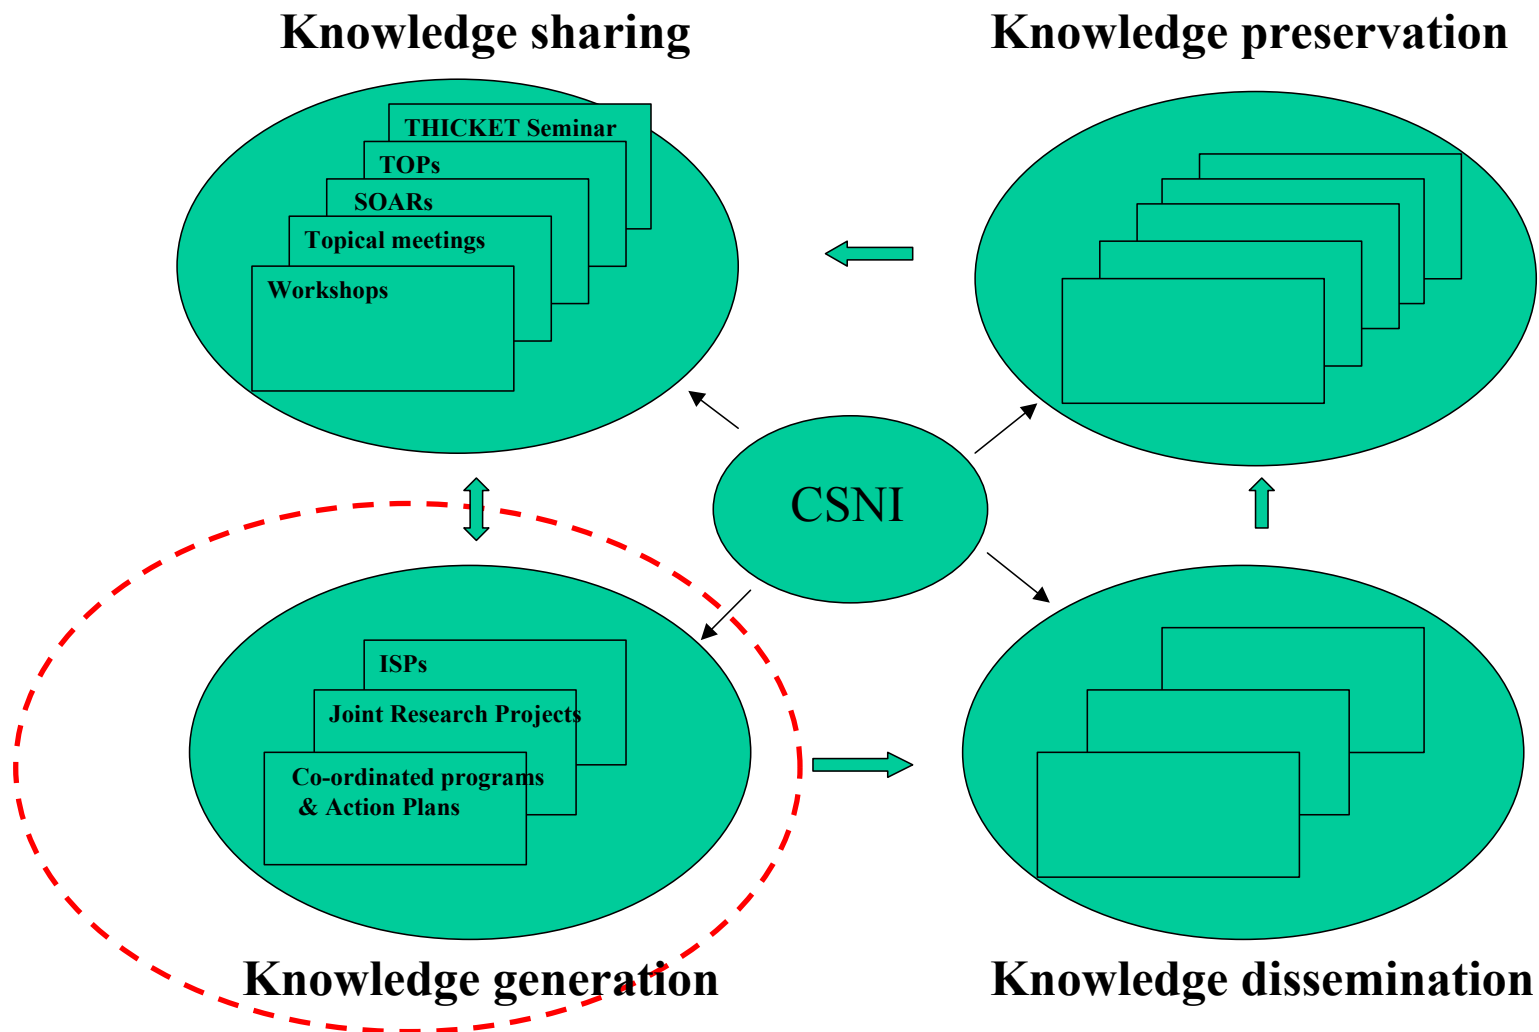 Knowledge sharing
Knowledge preservation
THICKET Seminar
TOPs
SOARs
Topical meetings
Workshops
CSNI
ISPs
Joint Research Projects
Co-ordinated programs
& Action Plans
Knowledge generation
Knowledge dissemination